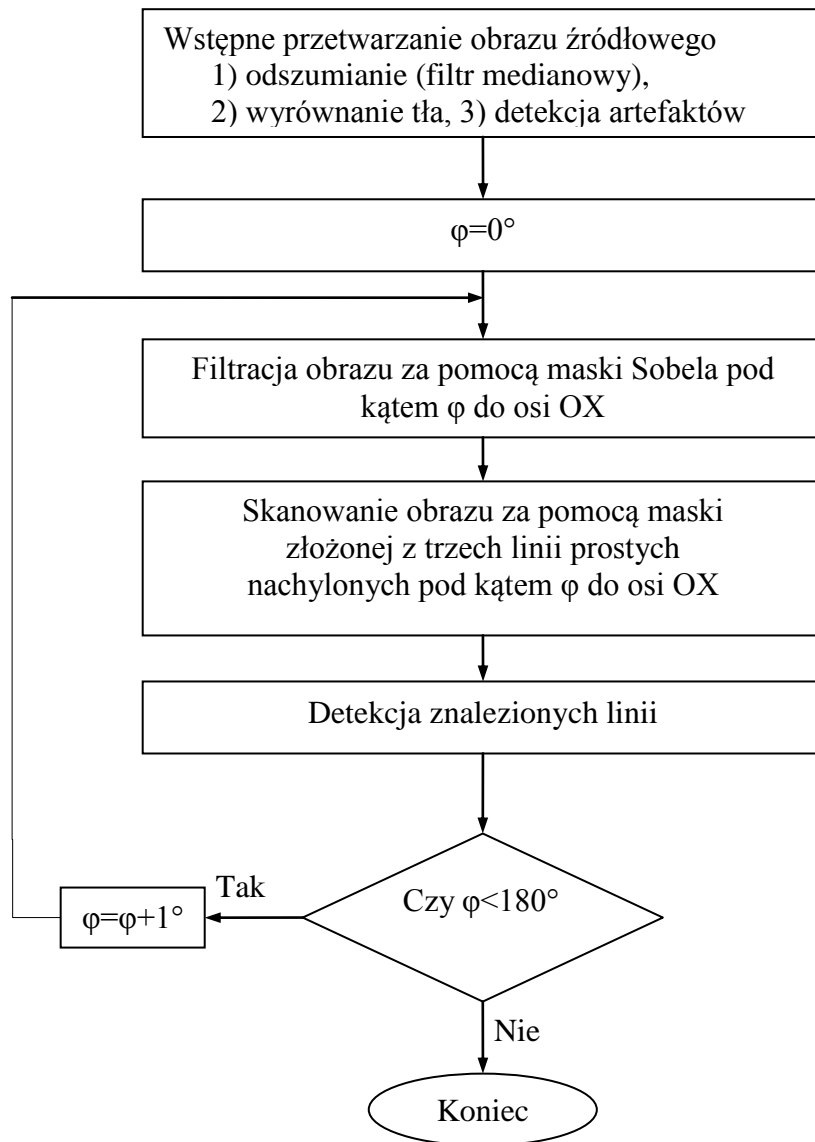 Wstępne przetwarzanie obrazu źródłowego
1) odszumianie (filtr medianowy),
2) wyrównanie tła, 3) detekcja artefaktów
φ=0°
Filtracja obrazu za pomocą maski Sobela pod
kątem φ do osi OX
Skanowanie obrazu za pomocą maski
złożonej z trzech linii prostych
nachylonych pod kątem φ do osi OX
Detekcja znalezionych linii
Czy φ<180°
Tak
φ=φ+1°
Nie
Koniec